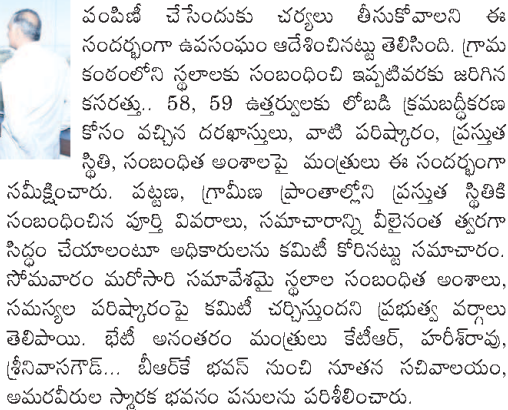 పంపిణీ చేసేందుకు చర్యలు తీసుకోవాలని ఈ
సందర్భంగా ఉపసంఘం ఆదేశించినట్టు తెలిసింది. గ్రామ
కంఠంలోని స్థలాలకు సంబంధించి ఇప్పటివరకు జరిగిన
కసరత్తు.. 58, 59 ఉత్తర్వులకు లోబడి క్రమబద్ధీకరణ
కోసం వచ్చిన దరఖాస్తులు, వాటి పరిష్కారం, ప్రస్తుత
స్థితి, సంబంధిత అంశాలపై మంత్రులు ఈ సందర్భంగా
సమీక్షించారు. పట్టణ, గ్రామీణ ప్రాంతాల్లోని ప్రస్తుత స్థితికి
సంబంధించిన పూర్తి వివరాలు, సమాచారాన్ని వీలైనంత త్వరగా
సిద్ధం చేయాలంటూ అధికారులను కమిటీ కోరినట్టు సమాచారం.
సోమవారం మరోసారి సమావేశమై స్థలాల సంబంధిత అంశాలు,
సమస్యల పరిష్కారంపై కమిటీ చర్చిస్తుందని ప్రభుత్వ వర్గాలు
తెలిపాయి. భేటీ అనంతరం మంత్రులు కేటీఆర్, హరీశ్‌రావు,
శ్రీనివాసగౌడ్... బీఆర్‌కే భవన్ నుంచి నూతన సచివాలయం,
అమరవీరుల స్మారక భవనం పనులను పరిశీలించారు.